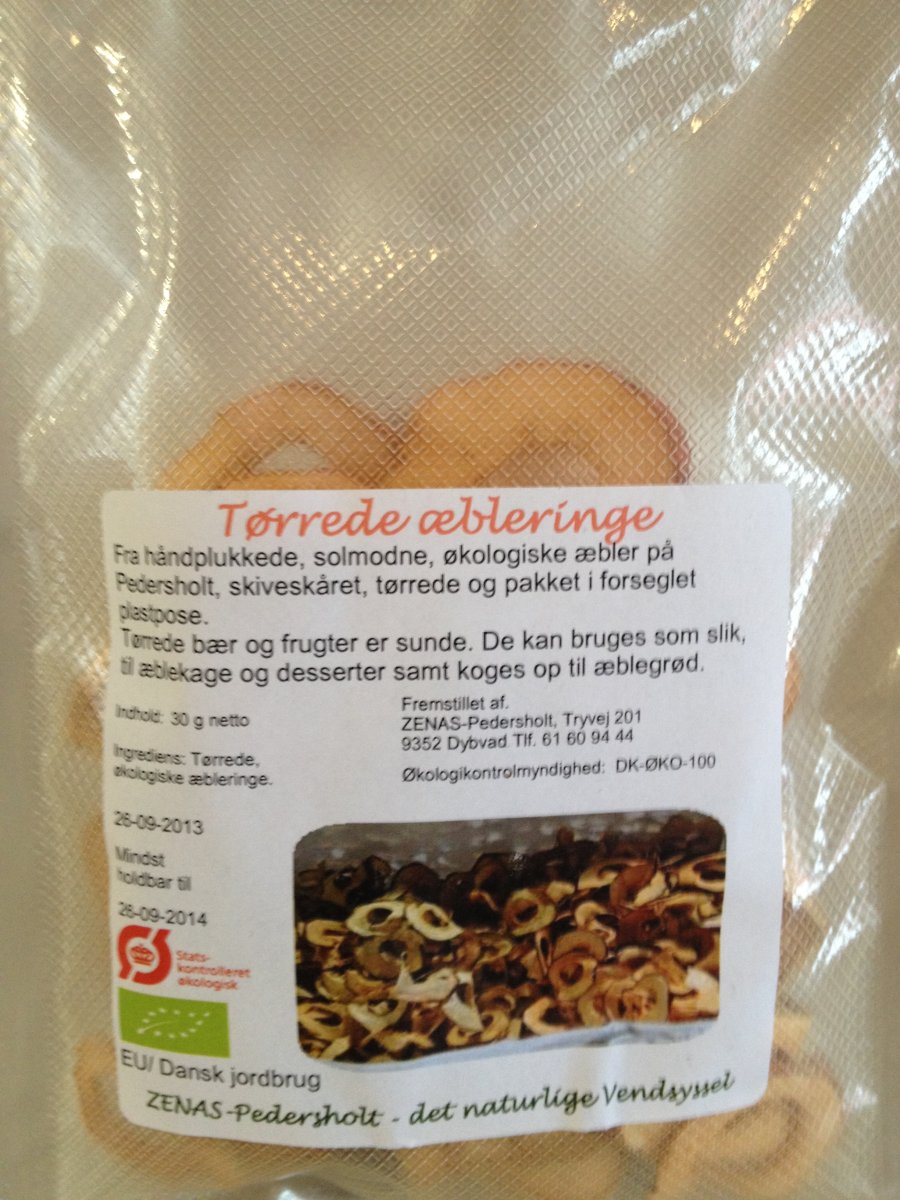 Tørrede æbleringe
Fra håndplukkede, solmodne, økologiske æbler på
Pedersholt, skiveskåret, tørrede og pakket i forseglet
plastpose.
Tørrede bær og frugter er sunde. De kan bruges som slik,
til æblekage og desserter samt koges op til æblegrød.
Indhold: 30 g netto
Ingrediens: Tørrede,
økologiske æbleringe.
Fremstillet af.
ZENAS-Pedersholt, Tryvej 201
9352 Dybvad Tlf. 61 60 94 44
Økologikontrolmyndighed: DK-ØKO-100
26-09-2013
Mindst
holdbar til
26-09-2014
Ø
Stats-
kontrolleret
økologisk
EU/ Dansk jordbrug
ZENAS-Pedersholt - det naturlige Vendsyssel